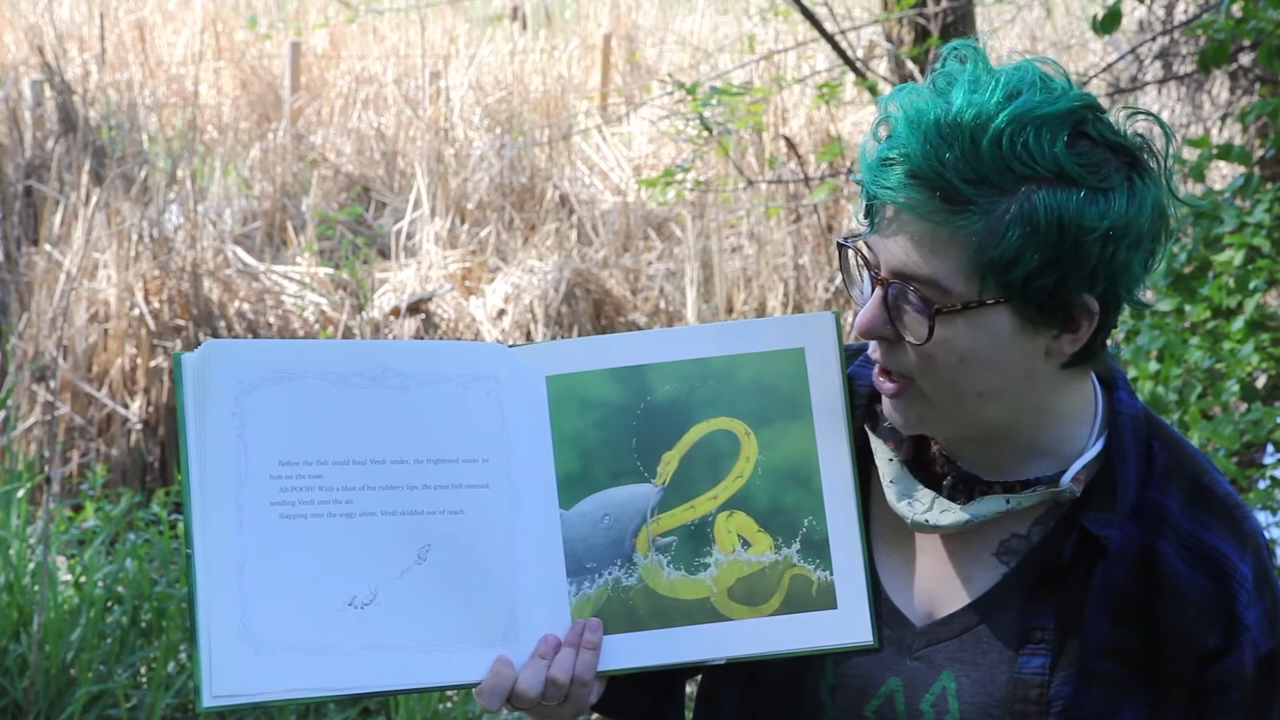 Before the fish could haul Verdi under, the frightened snake bit
him on the nose.
Ah-POOH! With a blast of his rubbery lips, the great fish sneezed,
sending Verdi into the air.
Slapping onto the soggy shore, Verdi skidded out of reach.